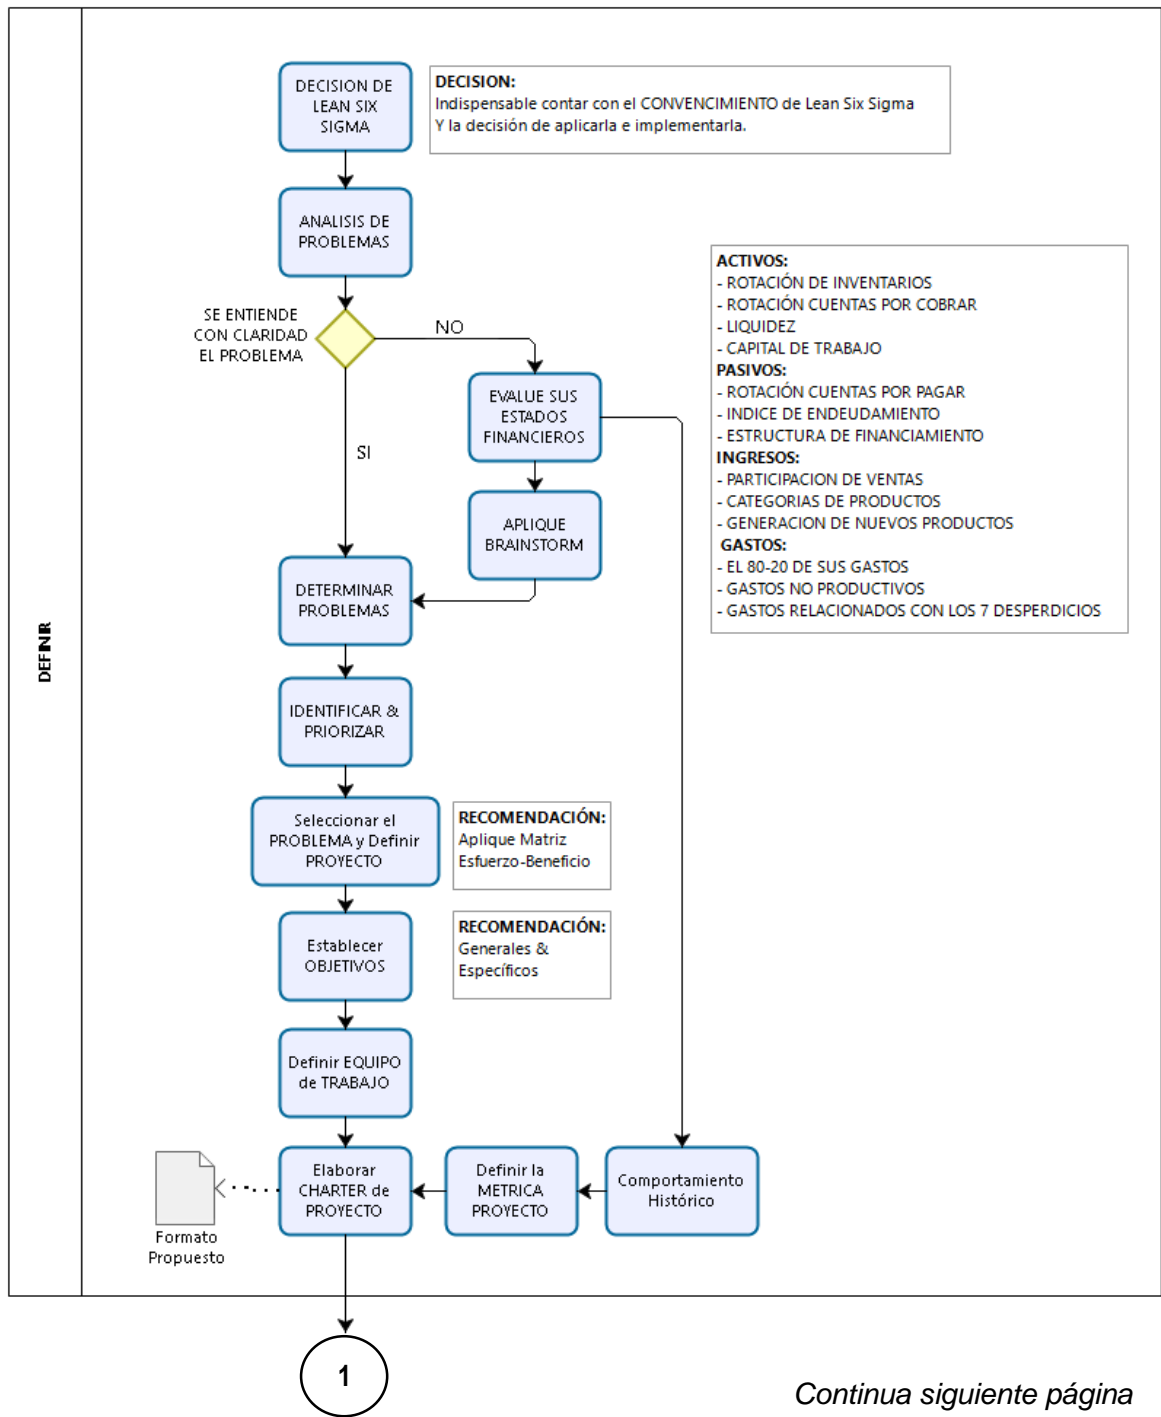 DEFINIR
DECISION DE
LEAN SIX
SIGMA
DECISION:
Indispensable contar con el CONVENCIMIENTO de Lean Six Sigma
Y la decisión de aplicarla e implementarla.
ANALISIS DE
PROBLEMAS
SE ENTIENDE
CON CLARIDAD
EL PROBLEMA
NO
SI
EVALUE SUS
ESTADOS
FINANCIEROS
APLIQUE
BRAINSTORM
ACTIVOS:
- ROTACIÓN DE INVENTARIOS
- ROTACIÓN CUENTAS POR COBRAR
- LIQUIDEZ
- CAPITAL DE TRABAJO
PASIVOS:
- ROTACIÓN CUENTAS POR PAGAR
- INDICE DE ENDEUDAMIENTO
- ESTRUCTURA DE FINANCIAMIENTO
INGRESOS:
- PARTICIPACION DE VENTAS
- CATEGORIAS DE PRODUCTOS
- GENERACION DE NUEVOS PRODUCTOS
GASTOS:
- EL 80-20 DE SUS GASTOS
- GASTOS NO PRODUCTIVOS
- GASTOS RELACIONADOS CON LOS 7 DESPERDICIOS
DETERMINAR
PROBLEMAS
IDENTIFICAR &
PRIORIZAR
Seleccionar el
PROBLEMA y Definir
PROYECTO
RECOMENDACIÓN:
Aplique Matriz
Esfuerzo-Beneficio
Establecer
OBJETIVOS
RECOMENDACIÓN:
Generales &
Específicos
Definir EQUIPO
de TRABAJO
Formato
Propuesto
Elaborar
CHARTER de
PROYECTO
Definir la
METRICA
PROYECTO
Comportamiento
Histórico
1
Continua siguiente página